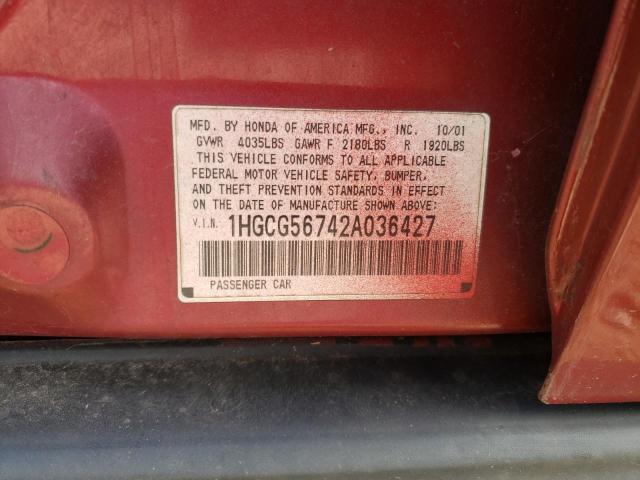 MFD. BY HONDA OF AMERICA MFG., INC. 10/01
GVWR 4035LBS GAWR F 2180LBS R 1920LBS
THIS VEHICLE CONFORMS TO ALL APPLICABLE
FEDERAL MOTOR VEHICLE SAFETY, BUMPER,
AND THEFT PREVENTION STANDARDS IN EFFECT
ON THE DATE OF MANUFACTURE SHOWN ABOVE:
V.I.N. 1HGCG56742A036427
PASSENGER CAR